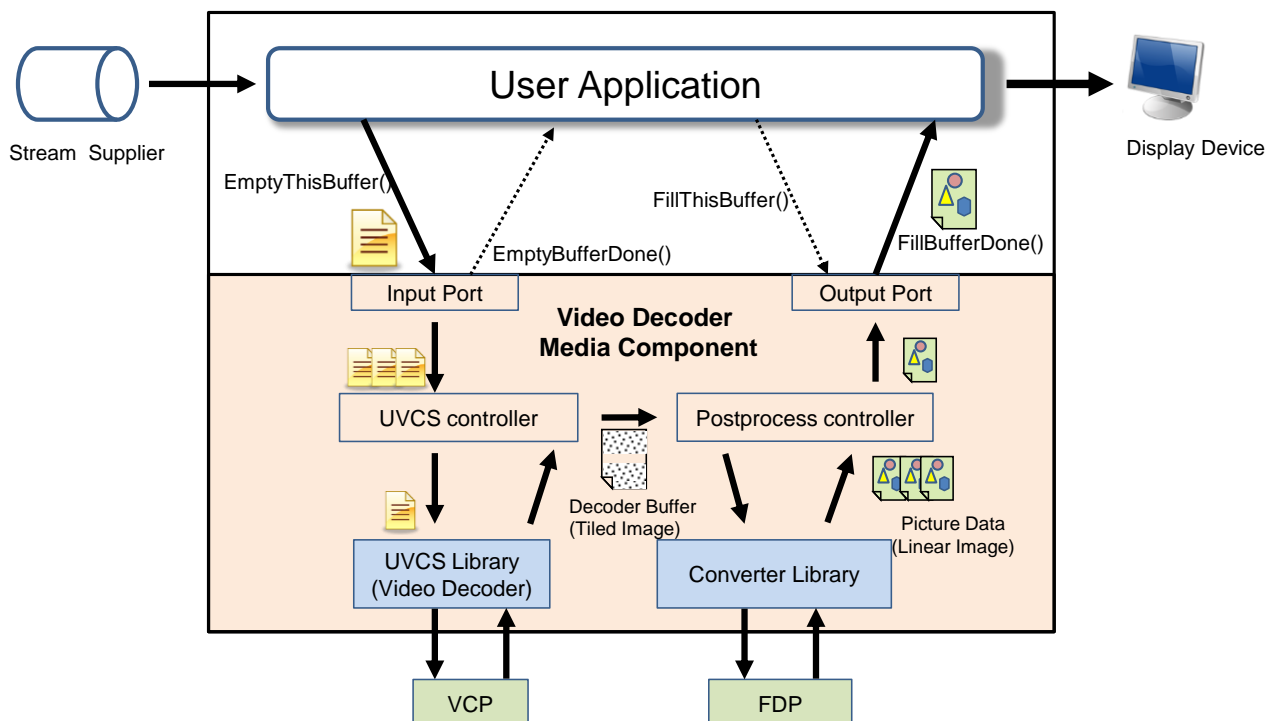 User Application
Stream Supplier
Display Device
EmptyThisBuffer()
FillThisBuffer()
EmptyBufferDone()
FillBufferDone()
Input Port
Output Port
Video Decoder
Media Component
UVCS controller
Postprocess controller
Decoder Buffer
(Tiled Image)
Picture Data
(Linear Image)
UVCS Library
(Video Decoder)
Converter Library
VCP
FDP